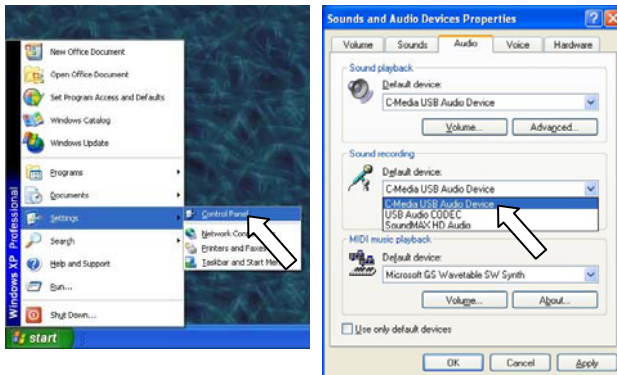 New Office Document
Open Office Document
Set Program Access and Defaults
Windows Catalog
Windows Update
Programs
Documents
Settings
Control Panel
Search
Network Con
Help and Support
Printers and Faxes
Run...
Taskbar and Start Men
Shut Down...
Windows XP Professional
start
Sounds and Audio Devices Properties
Volume Sounds Audio Voice Hardware
Sound playback
Default device:
C-Media USB Audio Device
Volume... Advanced...
Sound recording
Default device:
C-Media USB Audio Device
C-Media USB Audio Device
USB Audio CODEC
SoundMAX HD Audio
MIDI music playback
Default device:
Microsoft GS Wavetable SW Synth
Volume... About...
Use only default devices
OK Cancel Apply